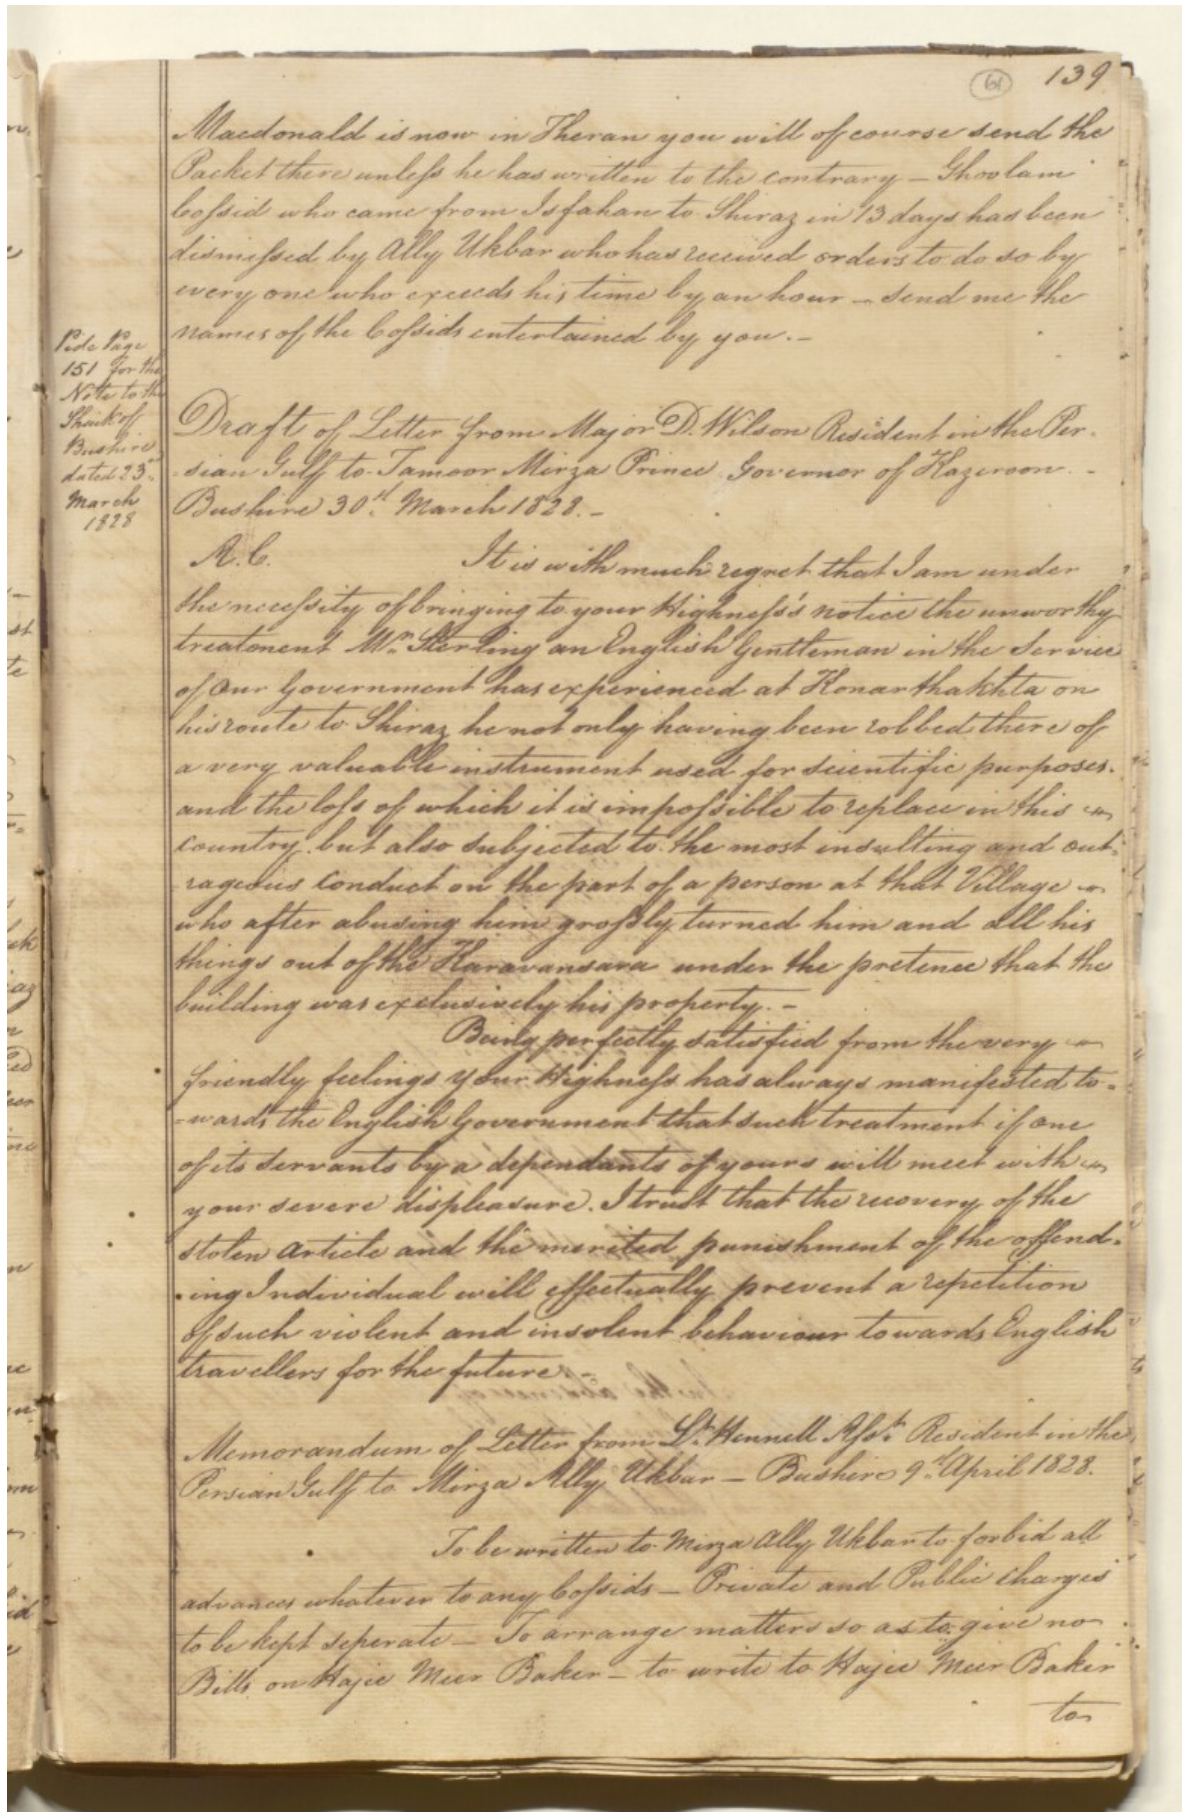 61 139
Macdonald is now in Theran you will of course send the
Packet there unless he has written to the contrary – Ghoolam
Cossid who came from Isfahan to Shiraz in 13 days has been
dismissed by Ally Ukbar who has received orders to do so by
every one who exceeds his time by an hour – send me the
names of the Cossids entertained by you. –
Vide Page
151 for the
Note to the
Shaik of
Bushire
dated 23d
March
1828
Draft of Letter from Major D. Wilson Resident in the Per-
-sian Gulf to Tamoor Mirza Prince Governor of Kazeroon. –
Bushire 30th March 1828. –
A.C. It is with much regret that I am under
the necessity of bringing to your Highness's notice the unworthy
treatment Mr. Sterling an English Gentleman in the Service
of Our Government has experienced at Konarthakhta on
his route to Shiraz he not only having been robbed there of
a very valuable instrument used for scientific purposes.
and the loss of which it is impossible to replace in this
country. but also subjected to the most insulting and out-
rageous conduct on the part of a person at that Village
who after abusing him grossly turned him and all his
things out of the Karavansara under the pretence that the
building was exclusively his property. –
Being perfectly satisfied from the very
friendly feelings your Highness has always manifested to-
-wards the English Government that such treatment if one
of its servants by a dependants of yours will meet with
your severe displeasure. I trust that the recovery of the
stolen article and the merited punishment of the offend-
-ing Individual will effectually prevent a repetition
of such violent and insolent behaviour towards English
travellers for the future –
Memorandum of Letter from Lt. Hennell Asst. Resident in the
Persian Gulf to Mirza Ally Ukbar – Bushire 9th April 1828.
To be written to Mirza Ally Ukbar to forbid all
advances whatever to any Cossids – Private and Public charges
to be kept seperate – To arrange matters so as to give no
Bills on Hajee Meer Baker – to write to Hajee Meer Baker
to